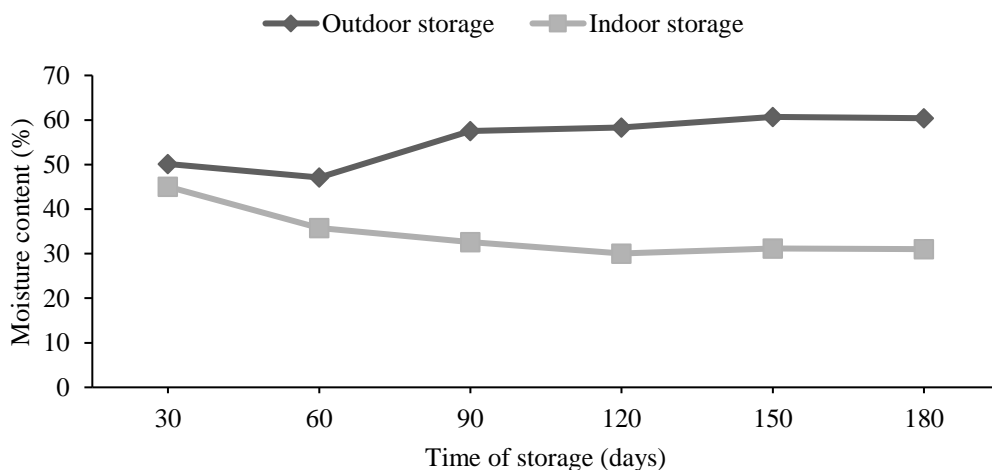 Outdoor storage Indoor storage
70
60
50
40
30
20
10
0
Moisture content (%)
30 60 90 120 150 180
Time of storage (days)